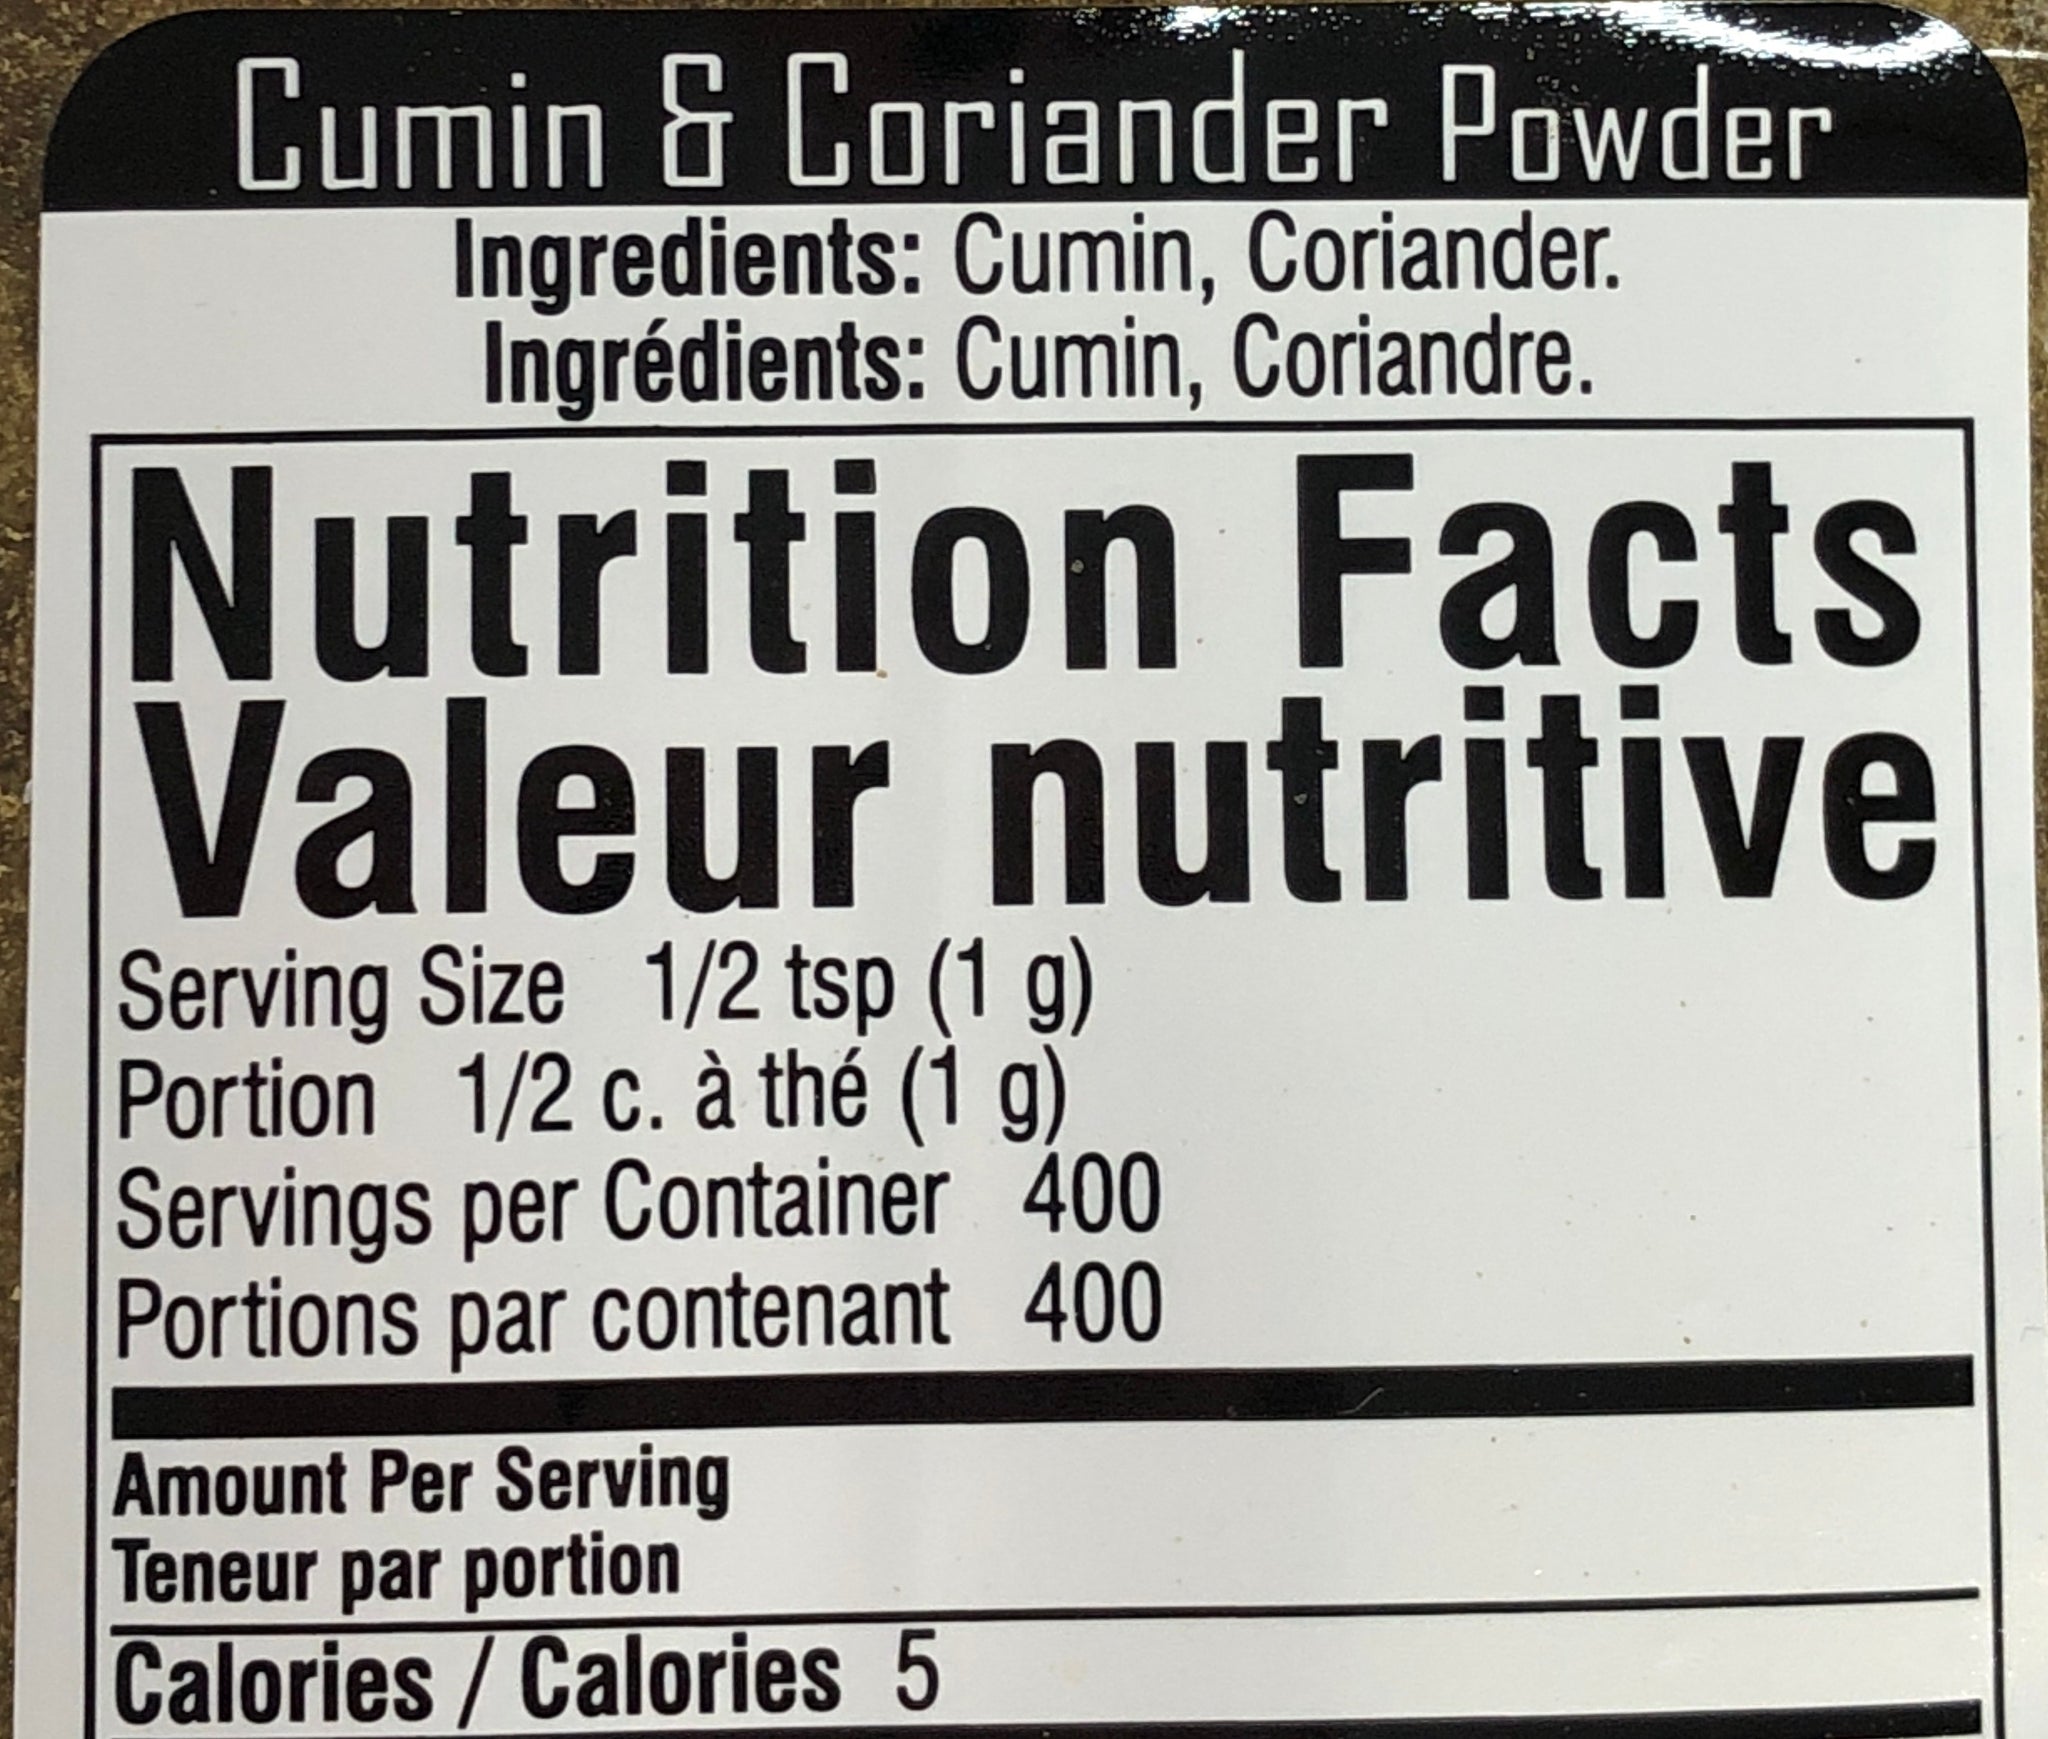 Cumin & Coriander Powder
Ingredients: Cumin, Coriander.
Ingrédients: Cumin, Coriandre.
Nutrition Facts
Valeur nutritive
Serving Size 1/2 tsp (1 g)
Portion 1/2 c. à thé (1 g)
Servings per Container 400
Portions par contenant 400
Amount Per Serving
Teneur par portion
Calories / Calories 5